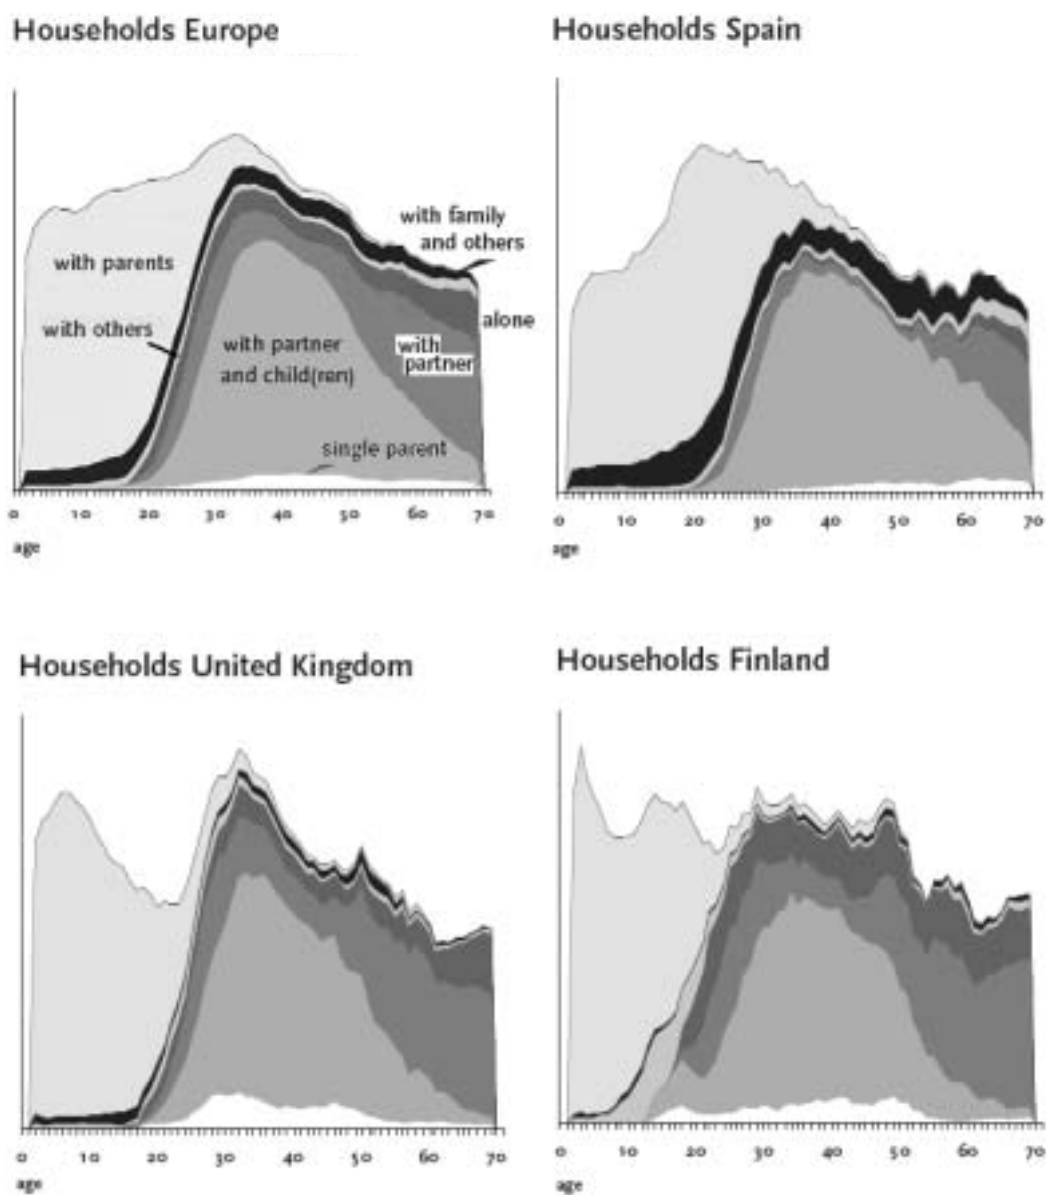 Households Europe
Households Spain
with family
and others
with parents
alone
with others
with partner
and child(ren)
with
partner
single parent
0 10 20 30 40 50 60 70
age
0 10 20 30 40 50 60 70
age
Households United Kingdom
Households Finland
0 10 20 30 40 50 60 70
age
0 10 20 30 40 50 60 70
age